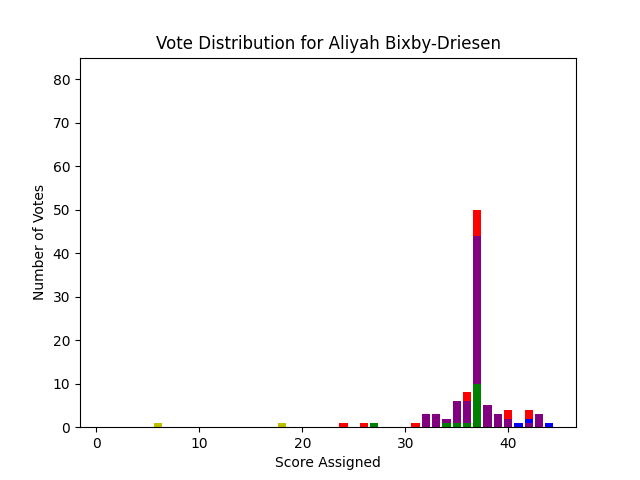 Vote Distribution for Aliyah Bixby-Driesen
Number of Votes
80
70
60
50
40
30
20
10
0
0 10 20 30 40
Score Assigned